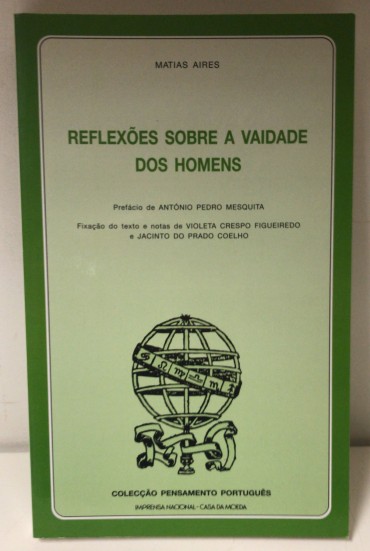 MATIAS AIRES
REFLEXÕES SOBRE A VAIDADE
DOS HOMENS
Prefácio de ANTÓNIO PEDRO MESQUITA
Fixação do texto e notas de VIOLETA CRESPO FIGUEIREDO
e JACINTO DO PRADO COELHO
COLECÇÃO PENSAMENTO PORTUGUÊS
IMPRENSA NACIONAL - CASA DA MOEDA